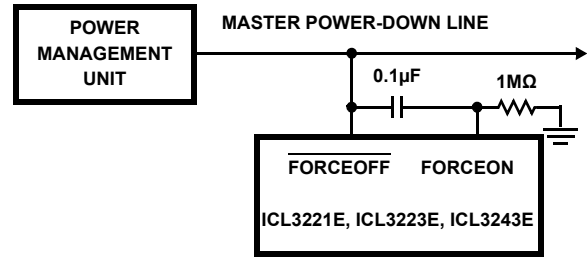 POWER
MANAGEMENT
UNIT
MASTER POWER-DOWN LINE
0.1µF
1MΩ
FORCEOFF FORCEON
ICL3221E, ICL3223E, ICL3243E